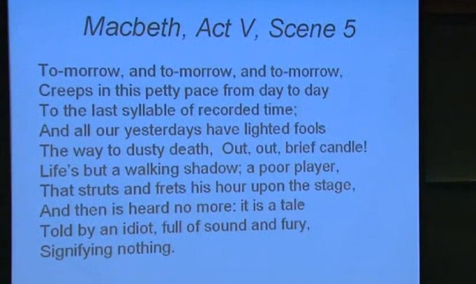 Macbeth, Act V, Scene 5
To-morrow, and to-morrow, and to-morrow,
Creeps in this petty pace from day to day
To the last syllable of recorded time;
And all our yesterdays have lighted fools
The way to dusty death, Out, out, brief candle!
Life's but a walking shadow; a poor player,
That struts and frets his hour upon the stage,
And then is heard no more: it is a tale
Told by an idiot, full of sound and fury,
Signifying nothing.